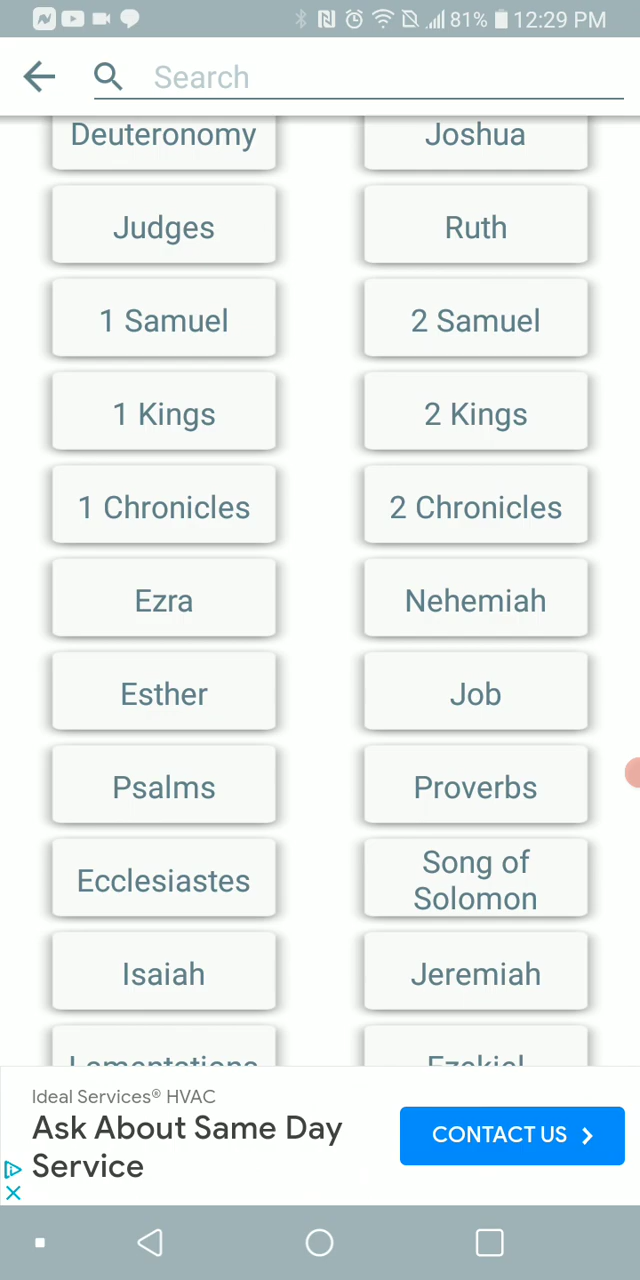 81% 12:29 PM
Search
Deuteronomy
Joshua
Judges
Ruth
1 Samuel
2 Samuel
1 Kings
2 Kings
1 Chronicles
2 Chronicles
Ezra
Nehemiah
Esther
Job
Psalms
Proverbs
Ecclesiastes
Song of
Solomon
Isaiah
Jeremiah
Lamentations
Ezekiel
Ideal Services® HVAC
Ask About Same Day
Service
CONTACT US